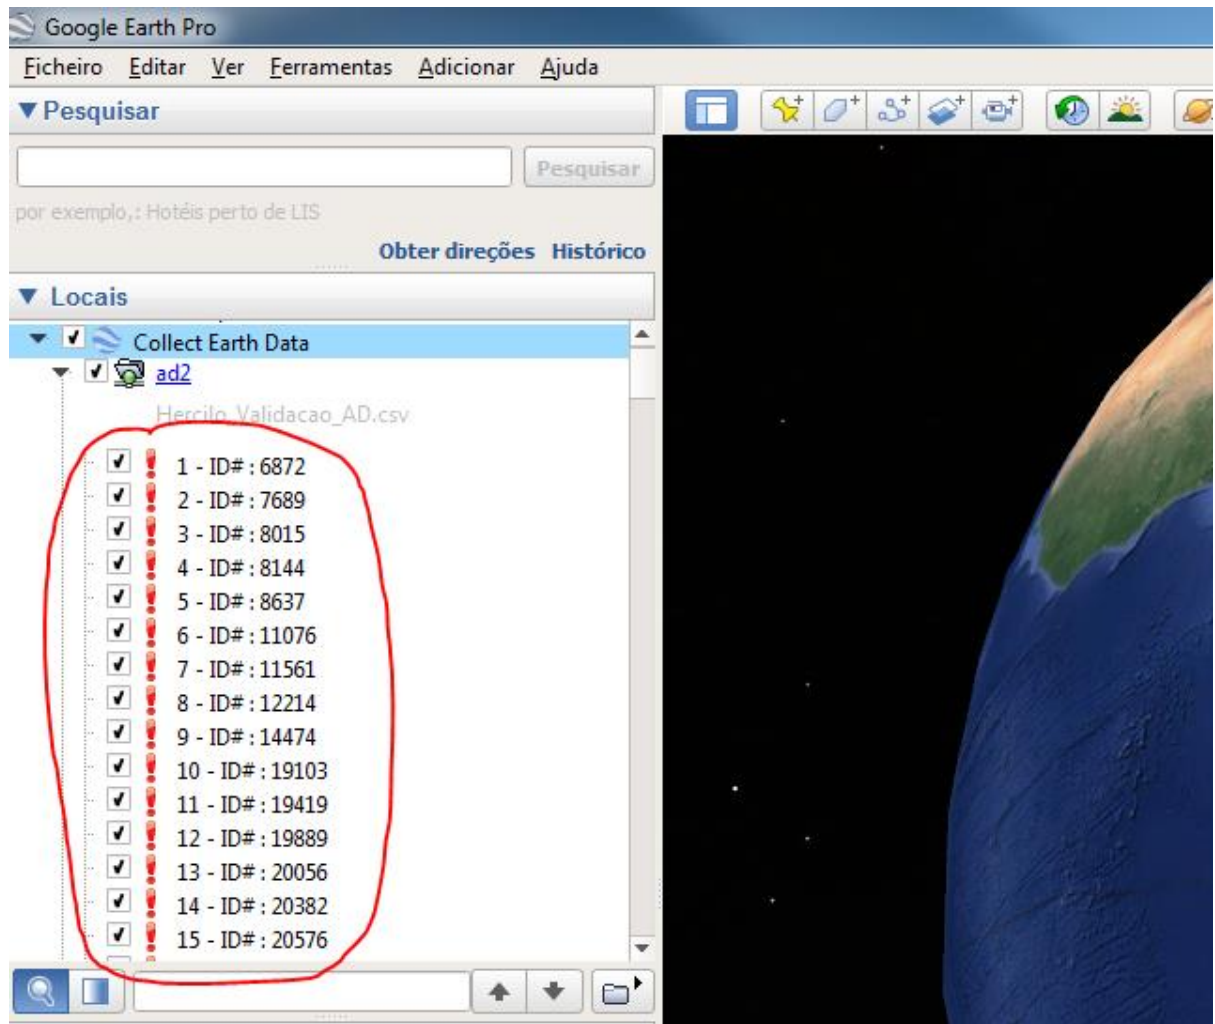 Google Earth Pro
Ficheiro Editar Ver Ferramentas Adicionar Ajuda
Pesquisar
Pesquisar
por exemplo,: Hotéis perto de LIS
Obter direções Histórico
Locais
Collect Earth Data
ad2
Hercilo_Validacao_AD.csv
1 - ID# : 6872
2 - ID# : 7689
3 - ID# : 8015
4 - ID# : 8144
5 - ID# : 8637
6 - ID# : 11076
7 - ID# : 11561
8 - ID# : 12214
9 - ID# : 14474
10 - ID# : 19103
11 - ID# : 19419
12 - ID# : 19889
13 - ID# : 20056
14 - ID# : 20382
15 - ID# : 20576